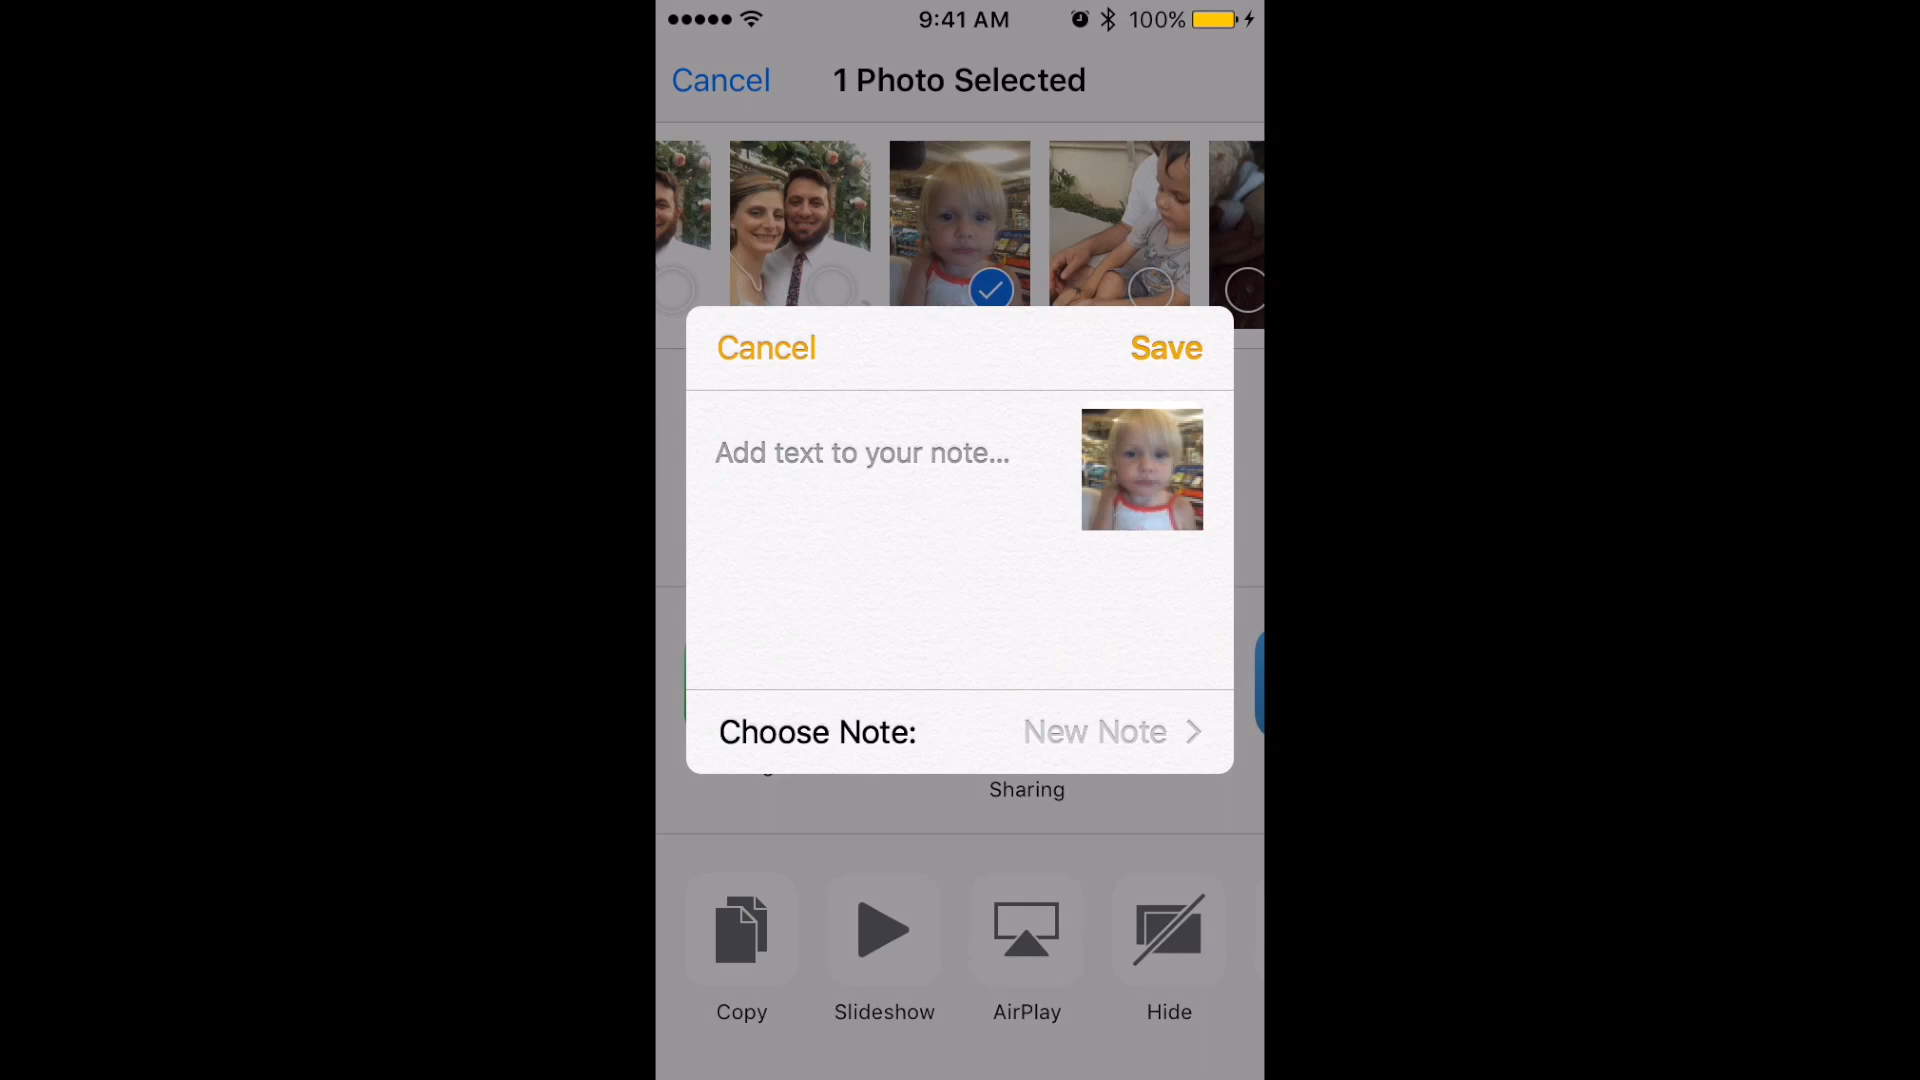 9:41 AM 100%
Cancel 1 Photo Selected
Cancel Save
Add text to your note...
Choose Note: New Note
Sharing
Copy Slideshow AirPlay Hide